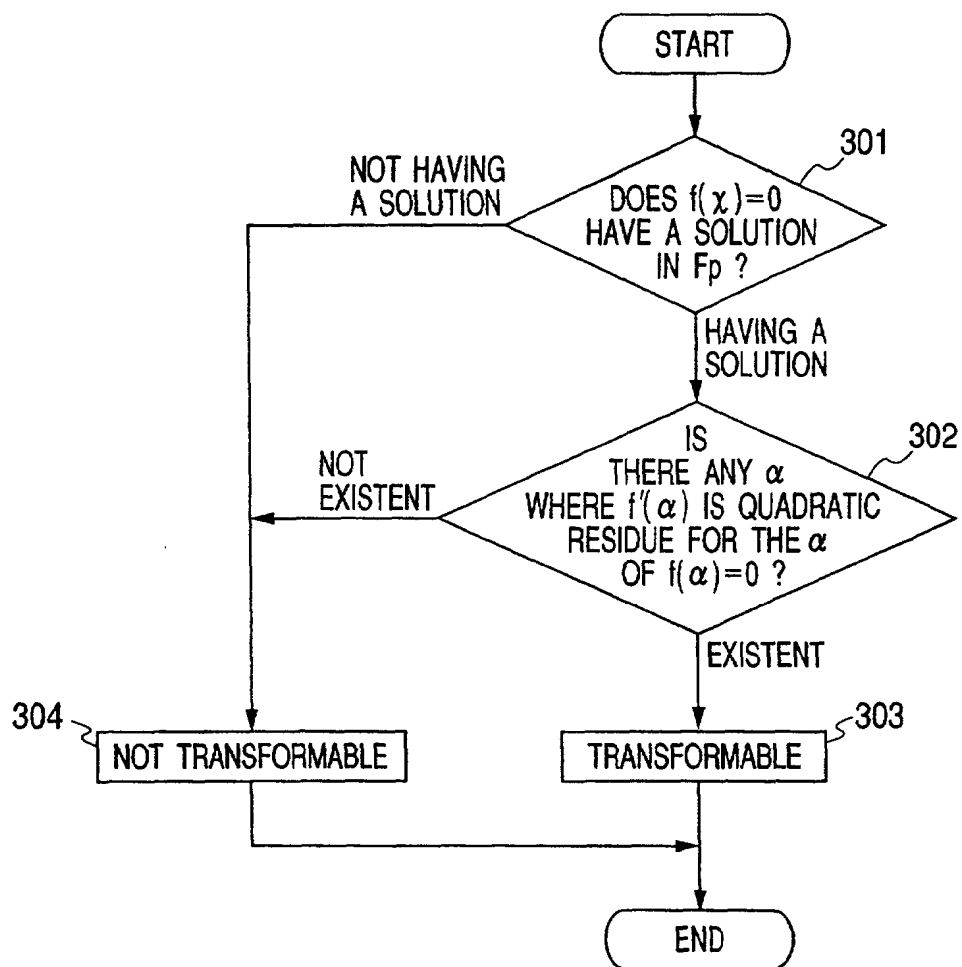 START
301
NOT HAVING
A SOLUTION
DOES f(χ)=0
HAVE A SOLUTION
IN Fp ?
HAVING A
SOLUTION
302
NOT
EXISTENT
IS
THERE ANY α
WHERE f'(α) IS QUADRATIC
RESIDUE FOR THE α
OF f(α)=0 ?
EXISTENT
304
NOT TRANSFORMABLE
303
TRANSFORMABLE
END